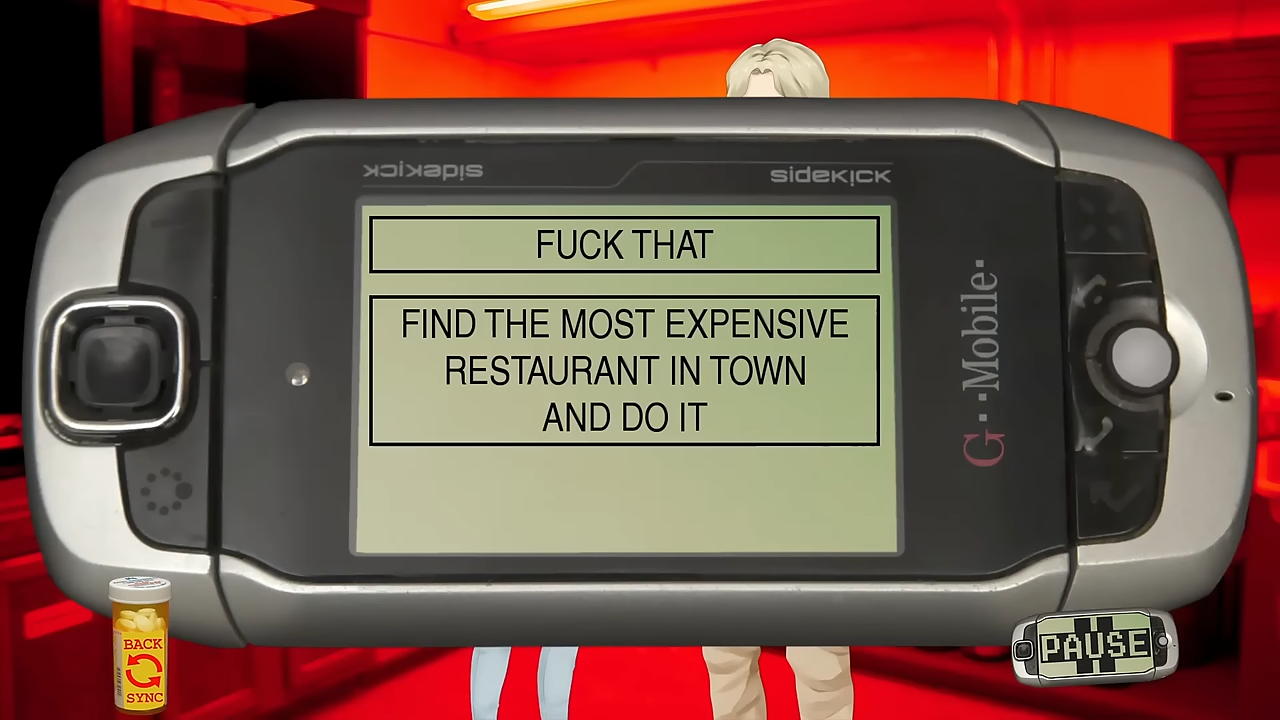 sidekick
sidekick
FUCK THAT
FIND THE MOST EXPENSIVE
RESTAURANT IN TOWN
AND DO IT
G··Mobile·
BACK
SYNC
PAUSE